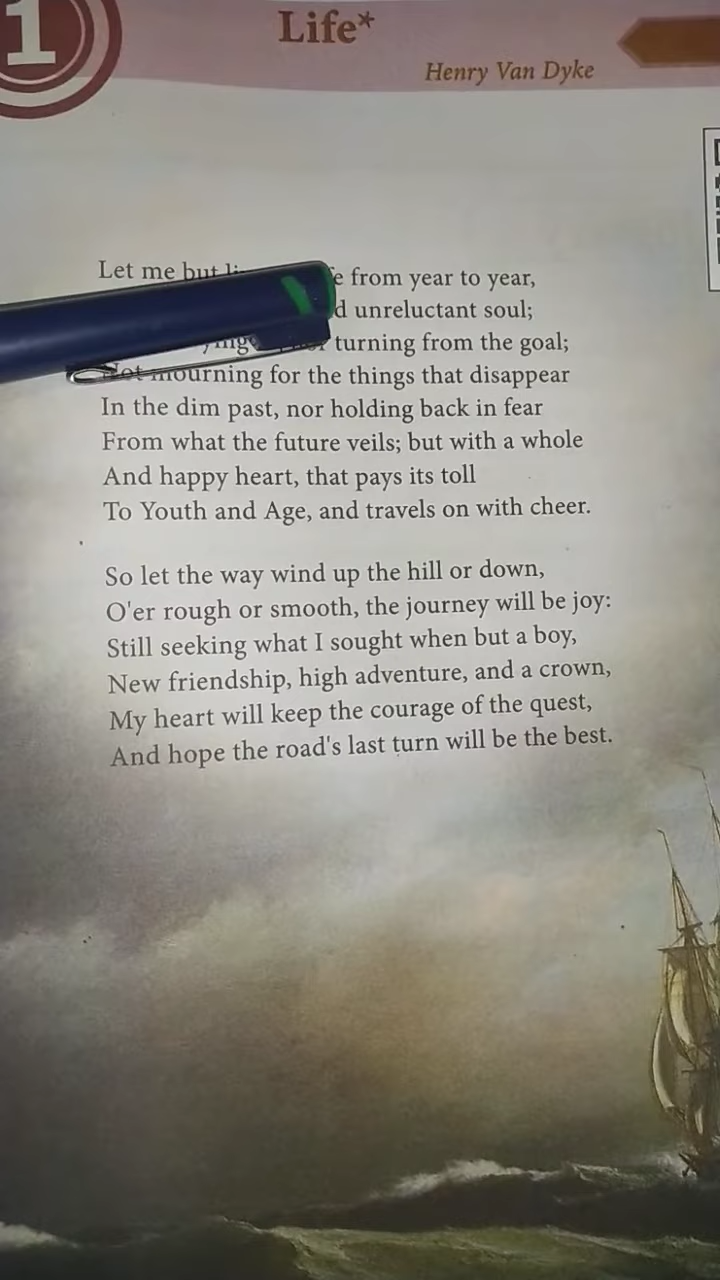 1
Life*
Henry Van Dyke
Let me but from year to year,
unreluctant soul;
turning from the goal;
Not mourning for the things that disappear
In the dim past, nor holding back in fear
From what the future veils; but with a whole
And happy heart, that pays its toll
To Youth and Age, and travels on with cheer.
So let the way wind up the hill or down,
O'er rough or smooth, the journey will be joy:
Still seeking what I sought when but a boy,
New friendship, high adventure, and a crown,
My heart will keep the courage of the quest,
And hope the road's last turn will be the best.